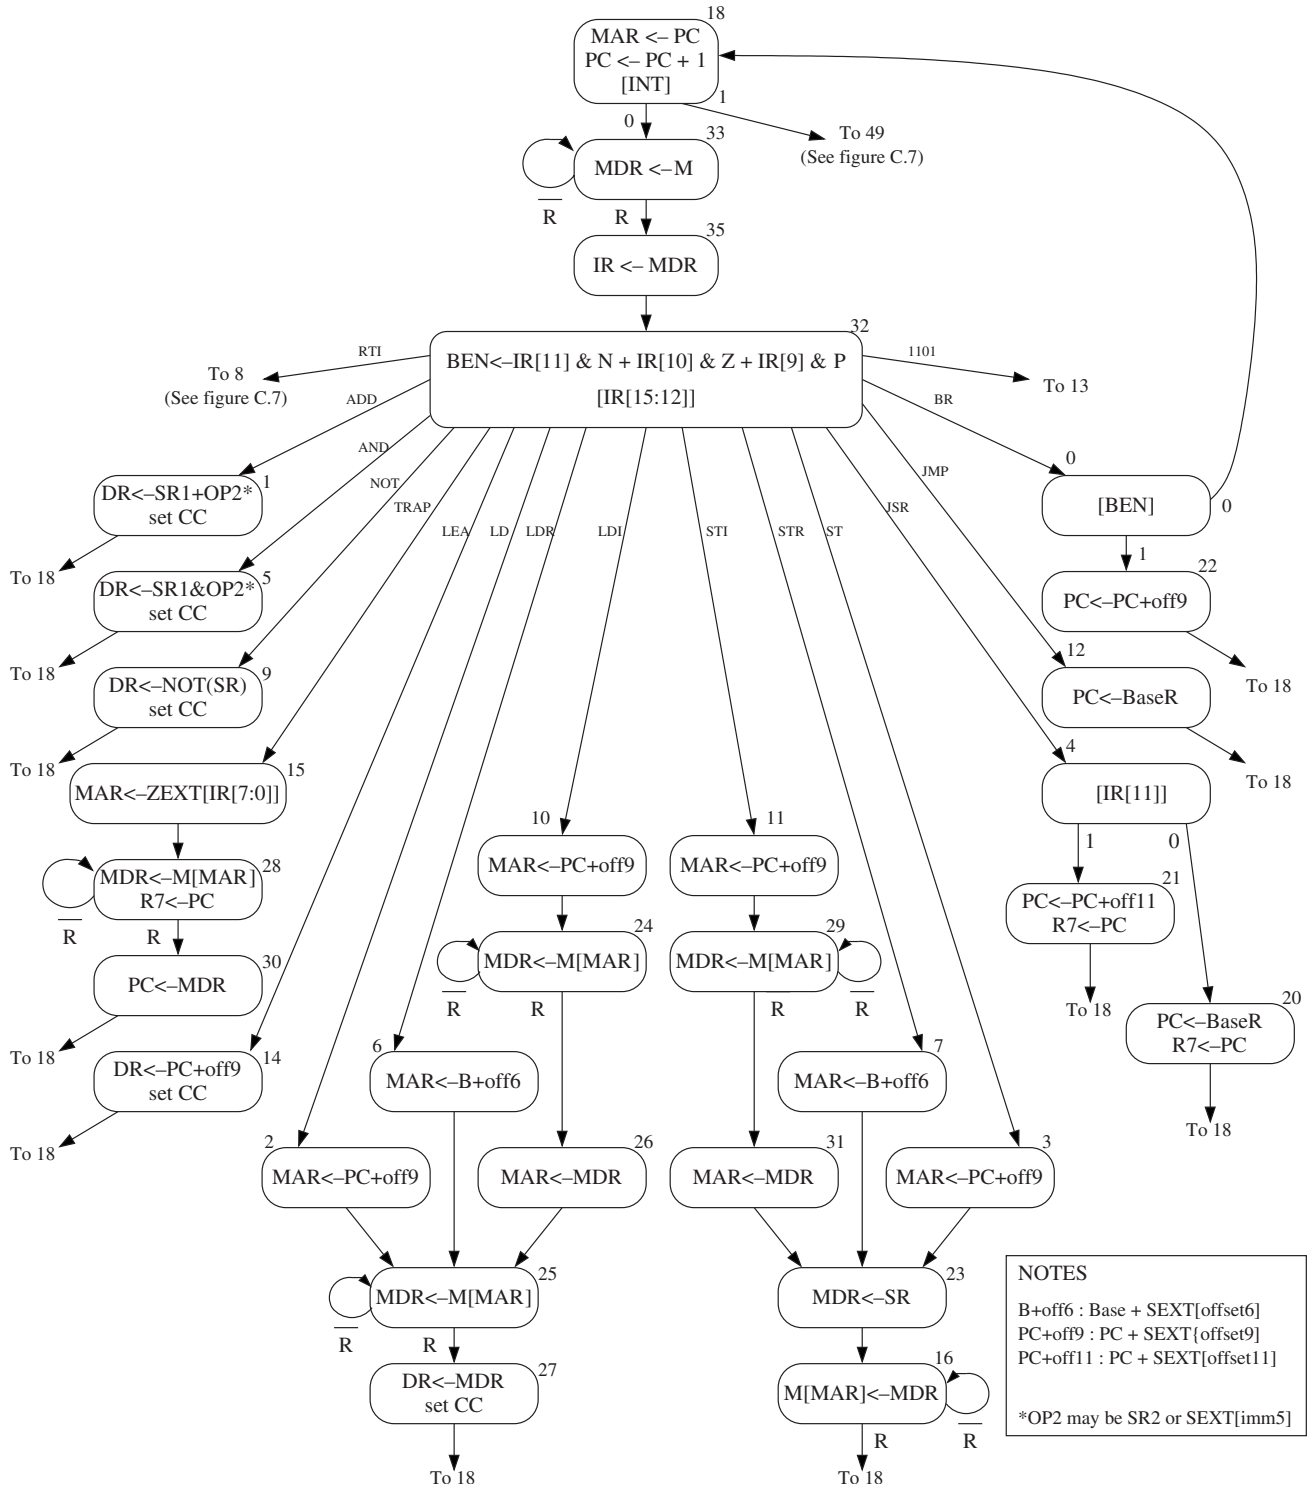 18
MAR <– PC
PC <– PC + 1
[INT]
1
0
To 49
(See figure C.7)
33
MDR <–M
R
R
35
IR <– MDR
32
BEN<–IR[11] & N + IR[10] & Z + IR[9] & P
[IR[15:12]]
RTI
To 8
(See figure C.7)
1101
To 13
ADD
AND
NOT
TRAP
LEA
LD
LDR
LDI
STI
STR
ST
JSR
JMP
BR
1
DR<–SR1+OP2*
set CC
To 18
5
DR<–SR1&OP2*
set CC
To 18
9
DR<–NOT(SR)
set CC
To 18
15
MAR<–ZEXT[IR[7:0]]
28
MDR<–M[MAR]
R7<–PC
R
R
30
PC<–MDR
To 18
14
DR<–PC+off9
set CC
To 18
0
[BEN]
0
1
22
PC<–PC+off9
To 18
12
PC<–BaseR
To 18
4
[IR[11]]
1
0
21
PC<–PC+off11
R7<–PC
To 18
20
PC<–BaseR
R7<–PC
To 18
10
MAR<–PC+off9
24
MDR<–M[MAR]
R
R
11
MAR<–PC+off9
29
MDR<–M[MAR]
R
R
6
MAR<–B+off6
7
MAR<–B+off6
2
MAR<–PC+off9
26
MAR<–MDR
31
MAR<–MDR
3
MAR<–PC+off9
25
MDR<–M[MAR]
R
R
27
DR<–MDR
set CC
To 18
23
MDR<–SR
16
M[MAR]<–MDR
R
R
To 18
NOTES
B+off6 : Base + SEXT[offset6]
PC+off9 : PC + SEXT{offset9]
PC+off11 : PC + SEXT[offset11]
*OP2 may be SR2 or SEXT[imm5]